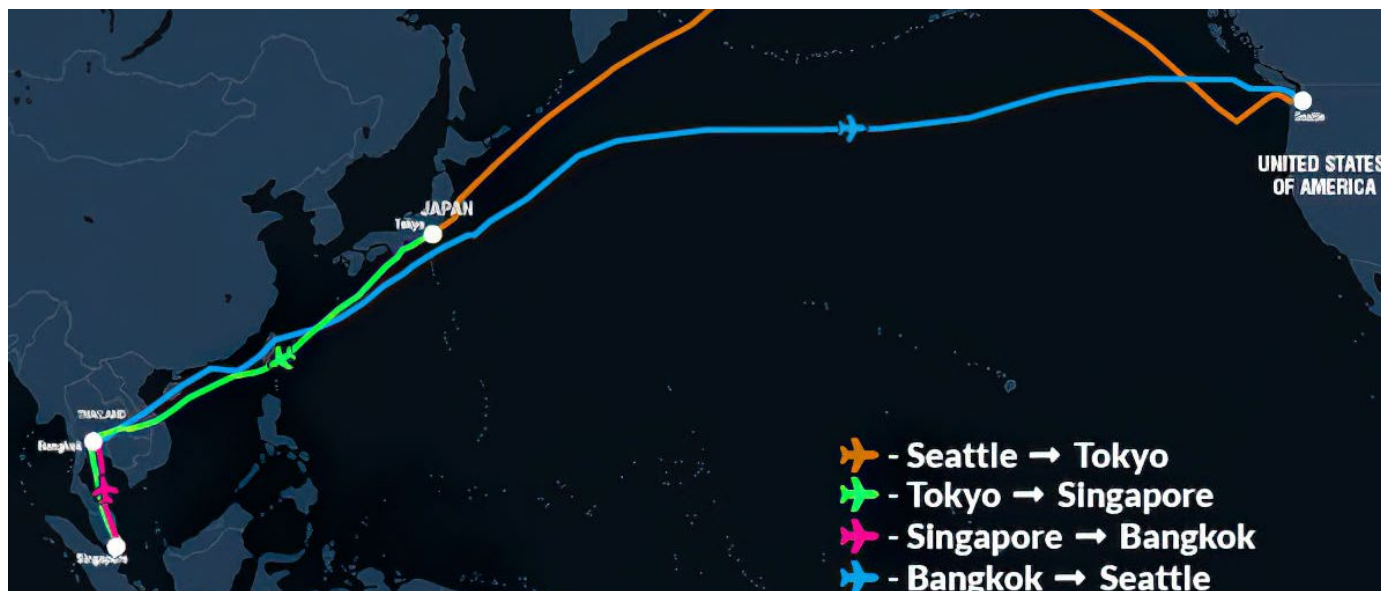 Seattle
UNITED STATES
OF AMERICA
JAPAN
Tokyo
THAILAND
Bangkok
Singapore
- Seattle → Tokyo
- Tokyo → Singapore
- Singapore → Bangkok
- Bangkok → Seattle